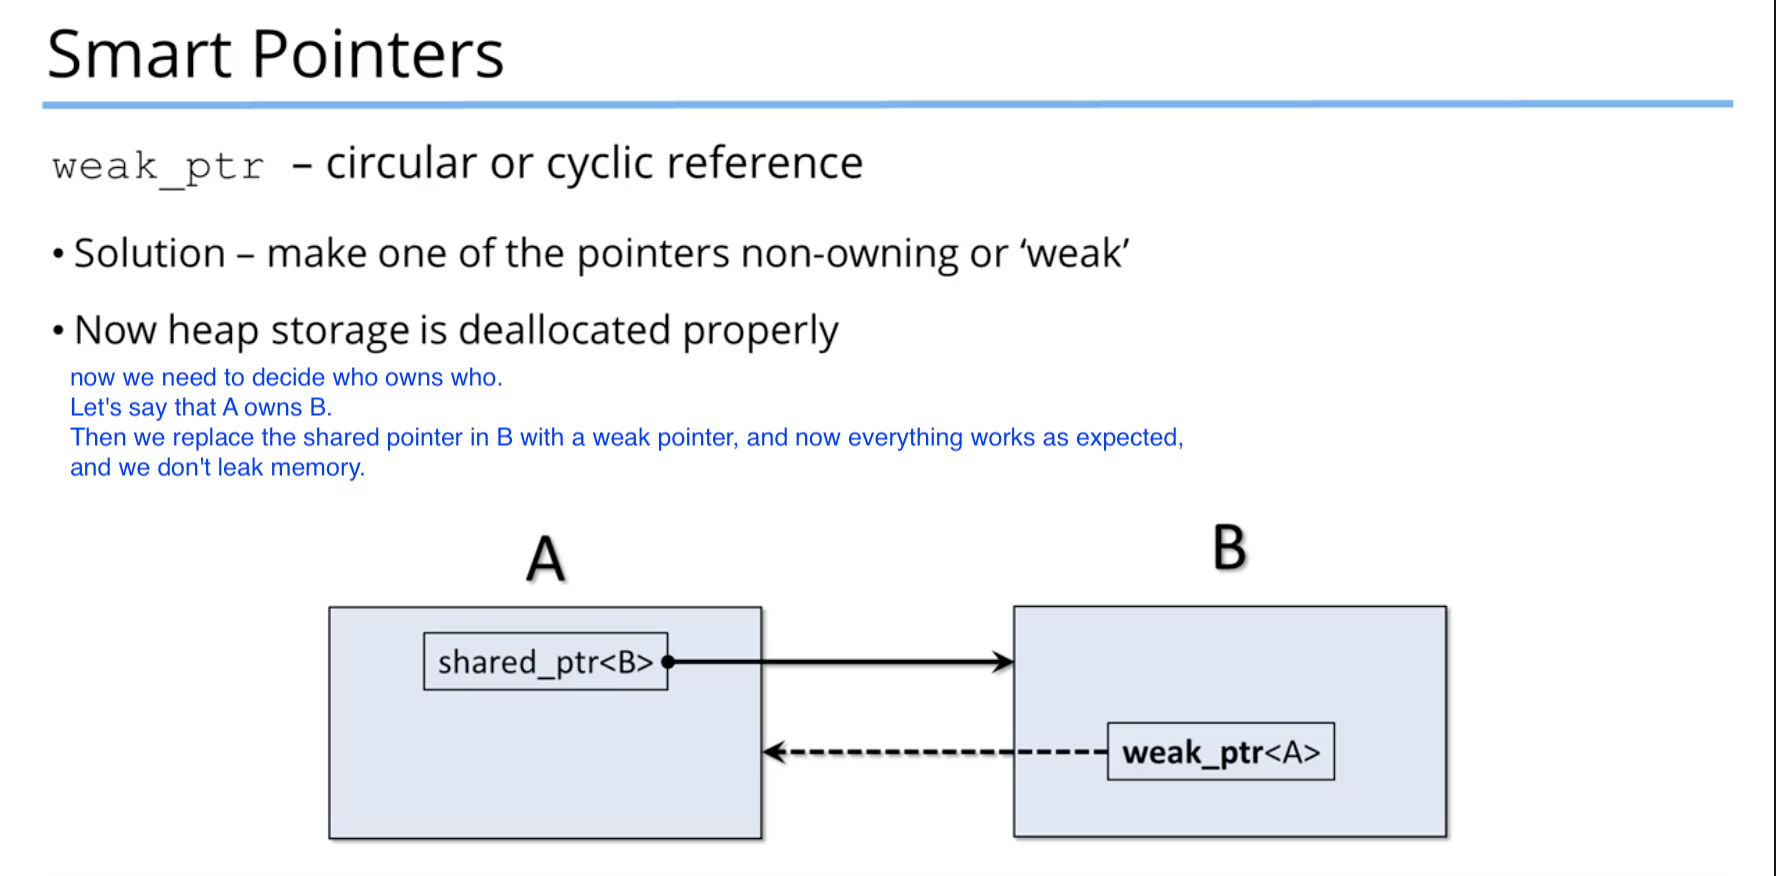 Smart Pointers
weak_ptr – circular or cyclic reference
• Solution – make one of the pointers non-owning or ‘weak’
• Now heap storage is deallocated properly
now we need to decide who owns who.
Let's say that A owns B.
Then we replace the shared pointer in B with a weak pointer, and now everything works as expected,
and we don't leak memory.
A
B
shared_ptr<B>
weak_ptr<A>